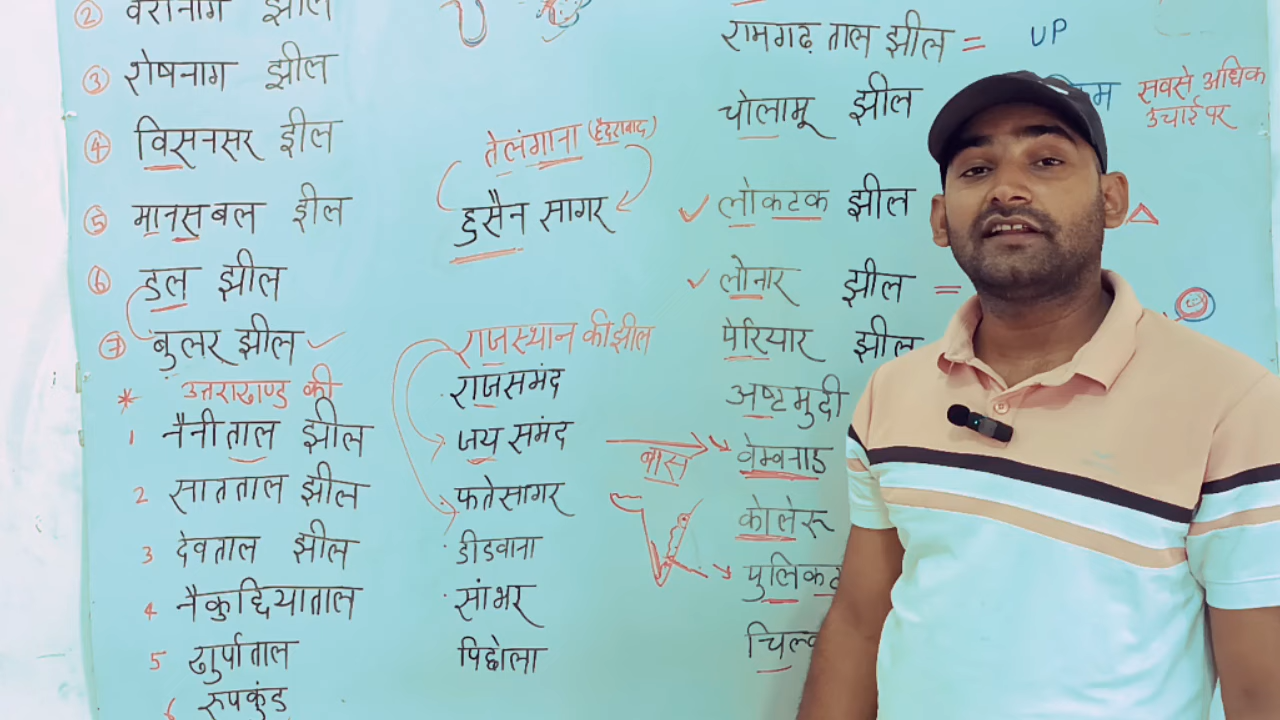 ② वेरीनाग झील
③ शेषनाग झील
④ विसनसर झील
⑤ मानसबल झील
⑥ डल झील
⑦ वुलर झील
* उत्तराखण्ड की
1 नैनीताल झील
2 सातताल झील
3 देवताल झील
4 नैकुद्दियाताल
5 खुर्पाताल
6 रूपकुंड
तेलंगाना (हैदराबाद)
हुसैन सागर
राजस्थान की झील
राजसमंद
जय समंद
फतेसागर
डीडवाना
सांभर
पिछोला
रामगढ़ ताल झील = UP
चोलामू झील
सबसे अधिक
उंचाई पर
लोकटक झील
लोनार झील =
पेरियार झील
अष्टमुदी
बास
वेम्बनाड
कोलेरू
पुलिकट